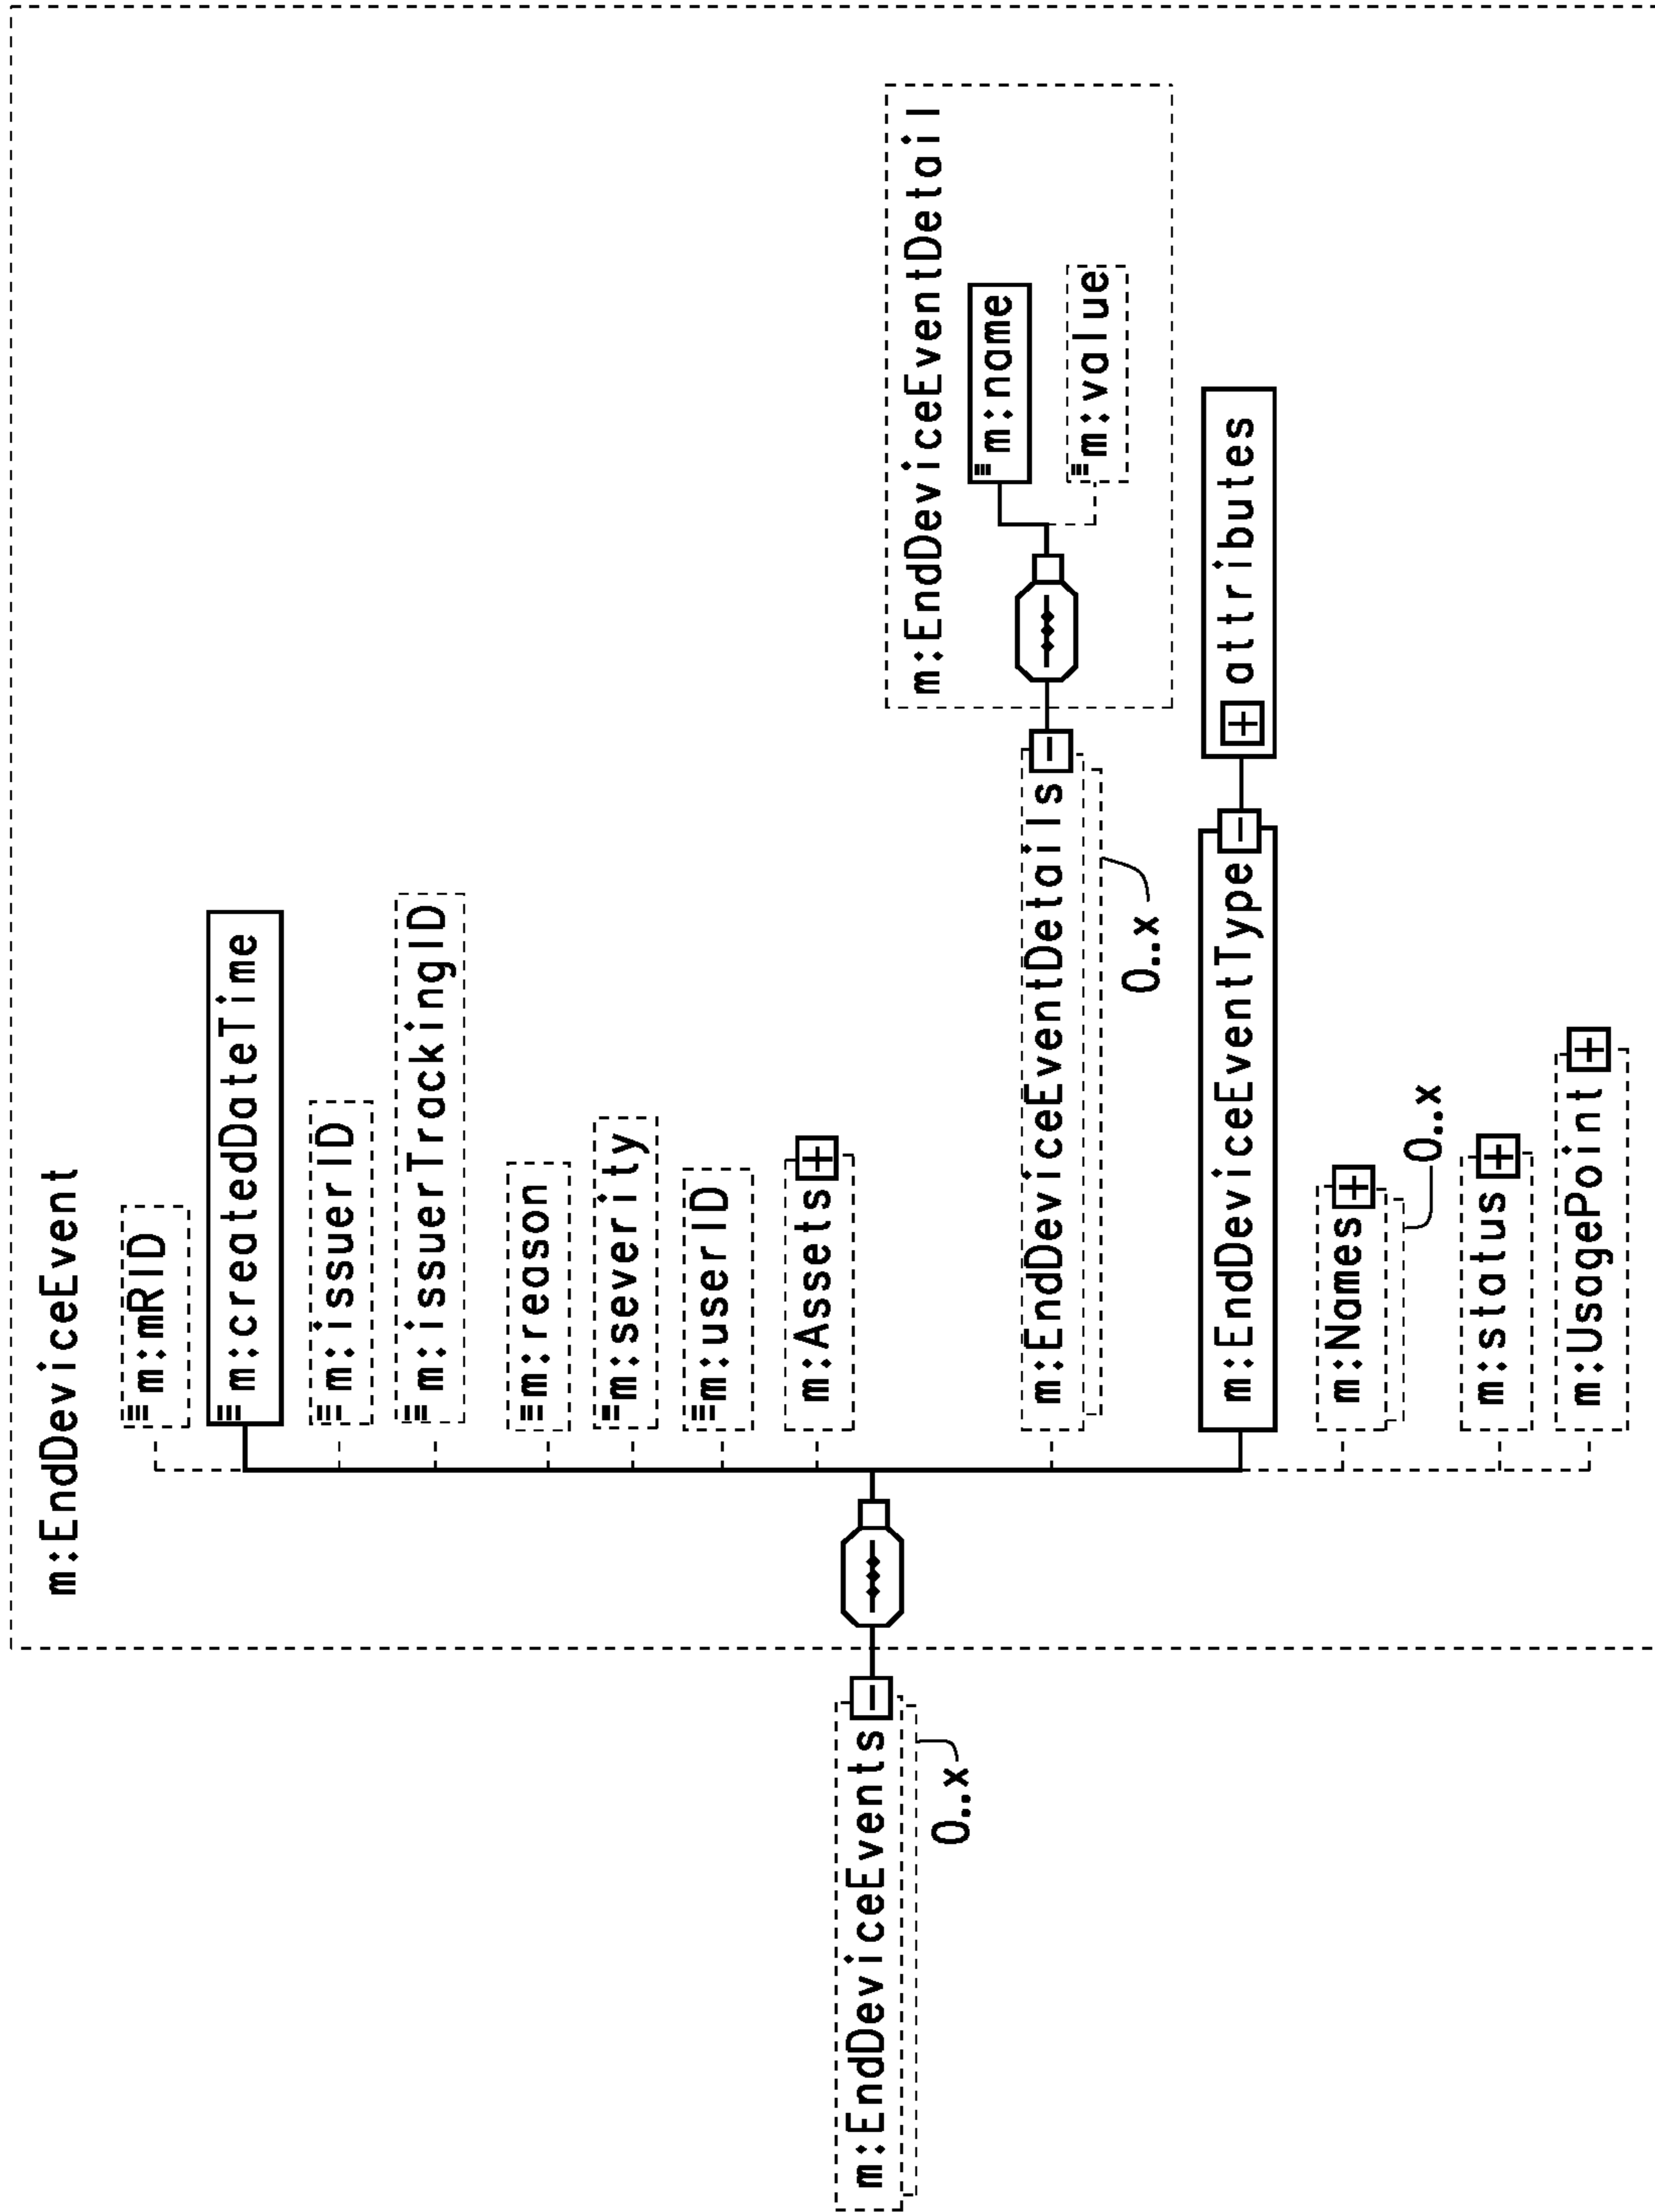 m:EndDeviceEvent
m:mRID
m:createdDateTime
m:issuerID
m:issuerTrackingID
m:reason
m:severity
m:userID
m:Assets
m:EndDeviceEvents
0..x
m:EndDeviceEventDetails
0..x
m:EndDeviceEventDetail
m:name
m:value
m:EndDeviceEventType
attributes
m:Names
0..x
m:status
m:UsagePoint